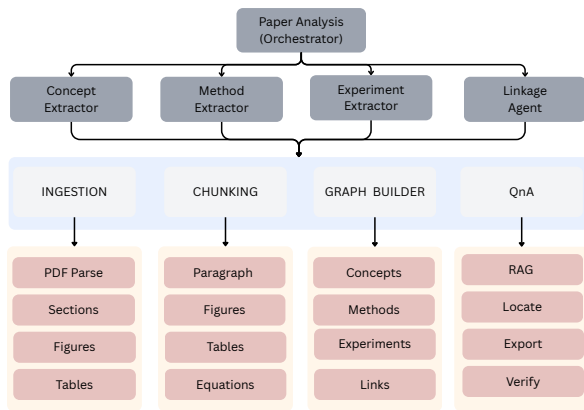 Paper Analysis
(Orchestrator)
Concept
Extractor
Method
Extractor
Experiment
Extractor
Linkage
Agent
INGESTION
CHUNKING
GRAPH BUILDER
QnA
PDF Parse
Sections
Figures
Tables
Paragraph
Figures
Tables
Equations
Concepts
Methods
Experiments
Links
RAG
Locate
Export
Verify